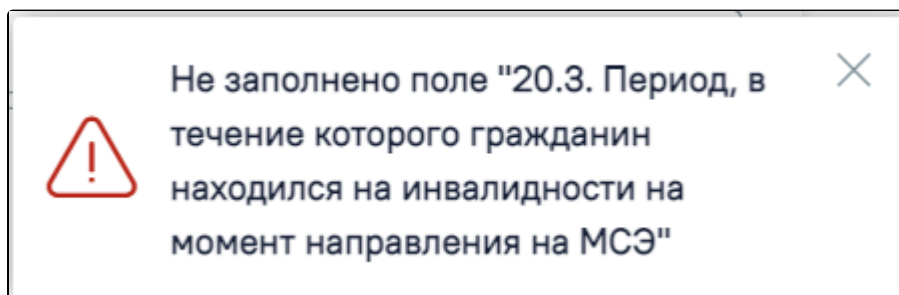 Не заполнено поле "20.3. Период, в
течение которого гражданин
находился на инвалидности на
момент направления на МСЭ"